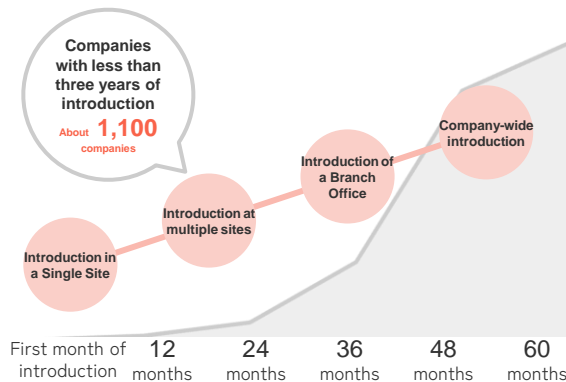 Companies
with less than
three years of
introduction
About 1,100
companies
Company-wide
introduction
Introduction of
a Branch
Office
Introduction at
multiple sites
Introduction in
a Single Site
First month of
introduction
12
months
24
months
36
months
48
months
60
months